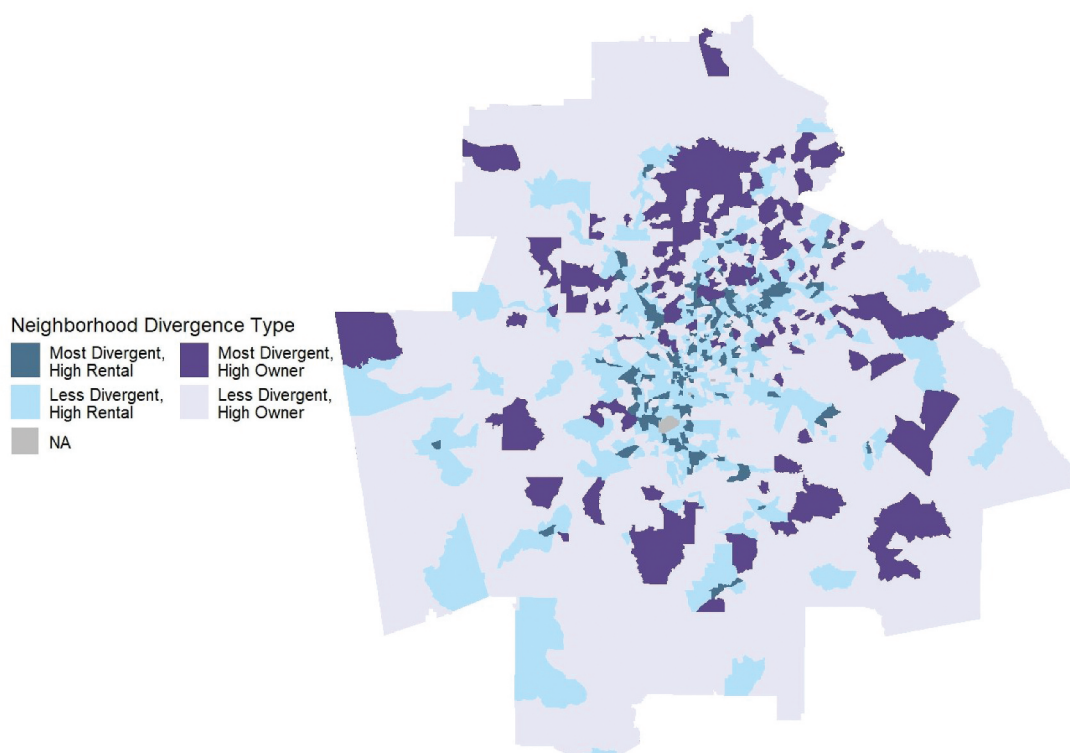 Neighborhood Divergence Type
Most Divergent,
High Rental
Most Divergent,
High Owner
Less Divergent,
High Rental
Less Divergent,
High Owner
NA